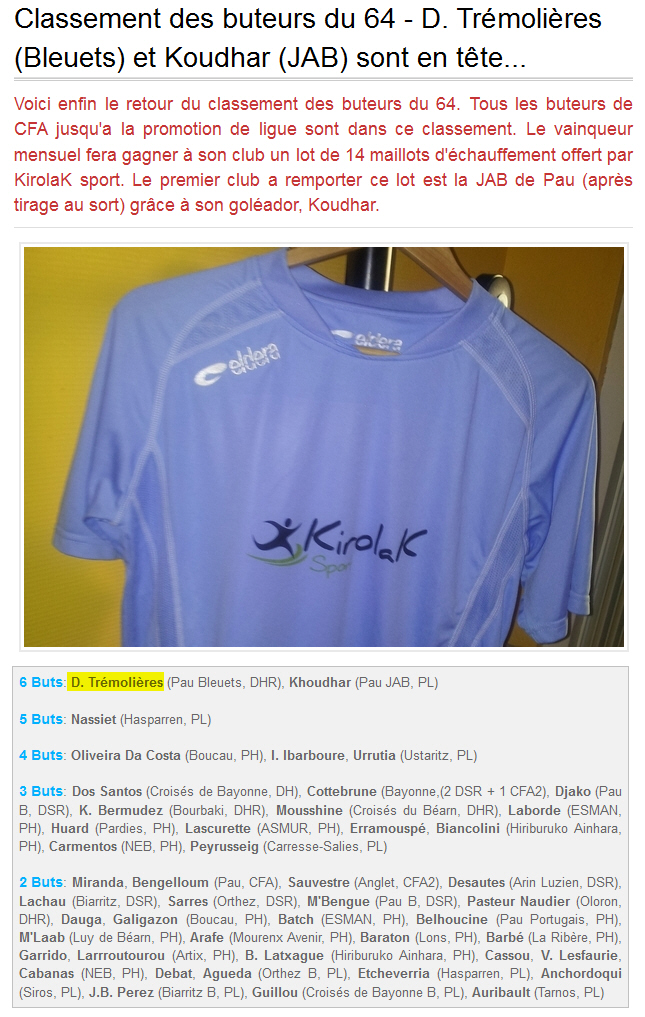 Classement des buteurs du 64 - D. Trémolières
(Bleuets) et Koudhar (JAB) sont en tête...
Voici enfin le retour du classement des buteurs du 64. Tous les buteurs de
CFA jusqu'a la promotion de ligue sont dans ce classement. Le vainqueur
mensuel fera gagner à son club un lot de 14 maillots d'échauffement offert par
KirolaK sport. Le premier club a remporter ce lot est la JAB de Pau (après
tirage au sort) grâce à son goléador, Koudhar.
eldera
eldera
KirolaK
Sport
6 Buts: D. Trémolières (Pau Bleuets, DHR), Khoudhar (Pau JAB, PL)
5 Buts: Nassiet (Hasparren, PL)
4 Buts: Oliveira Da Costa (Boucau, PH), I. Ibarboure, Urrutia (Ustaritz, PL)
3 Buts: Dos Santos (Croisés de Bayonne, DH), Cottebrune (Bayonne,(2 DSR + 1 CFA2), Djako (Pau
B, DSR), K. Bermudez (Bourbaki, DHR), Mousshine (Croisés du Béarn, DHR), Laborde (ESMAN,
PH), Huard (Pardies, PH), Lascurette (ASMUR, PH), Erramouspé, Biancolini (Hiriburuko Ainhara,
PH), Carmentos (NEB, PH), Peyrusseig (Carresse-Salies, PL)
2 Buts: Miranda, Bengelloum (Pau, CFA), Sauvestre (Anglet, CFA2), Desautes (Arin Luzien, DSR),
Lachau (Biarritz, DSR), Sarres (Orthez, DSR), M'Bengue (Pau B, DSR), Pasteur Naudier (Oloron,
DHR), Dauga, Galigazon (Boucau, PH), Batch (ESMAN, PH), Belhoucine (Pau Portugais, PH),
M'Laab (Luy de Béarn, PH), Arafe (Mourenx Avenir, PH), Baraton (Lons, PH), Barbé (La Ribère, PH),
Garrido, Larrroutourou (Artix, PH), B. Latxague (Hiriburuko Ainhara, PH), Cassou, V. Lesfaurie,
Cabanas (NEB, PH), Debat, Agueda (Orthez B, PL), Etcheverria (Hasparren, PL), Anchordoqui
(Siros, PL), J.B. Perez (Biarritz B, PL), Guillou (Croisés de Bayonne B, PL), Auribault (Tarnos, PL)